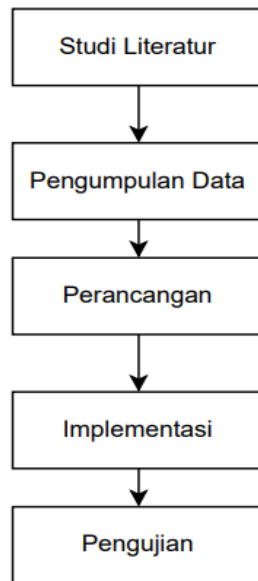 Studi Literatur
Pengumpulan Data
Perancangan
Implementasi
Pengujian